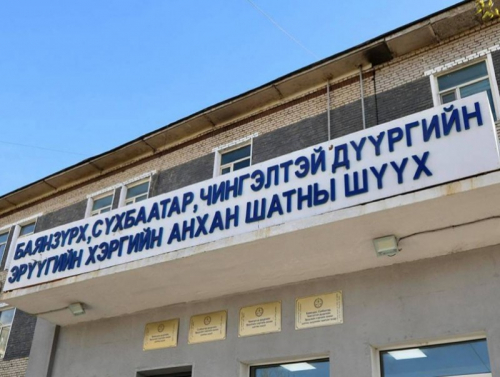 БАЯНЗҮРХ, СҮХБААТАР, ЧИНГЭЛТЭЙ ДҮҮРГИЙН
ЭРҮҮГИЙН ХЭРГИЙН АНХАН ШАТНЫ ШҮҮХ